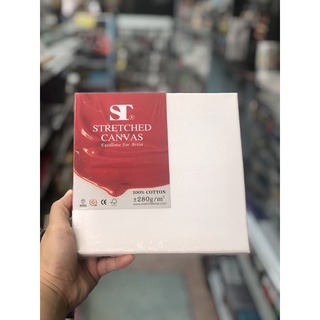 ST®
STRETCHED
CANVAS
Excellence for Artist
100% COTTON
±280g/m²